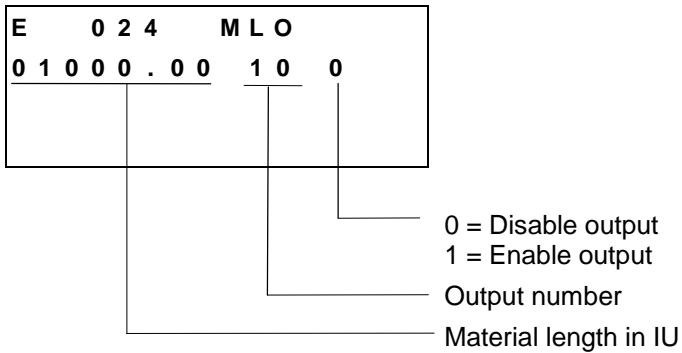 E 024 MLO
01000.00 10 0
0 = Disable output
1 = Enable output
Output number
Material length in IU